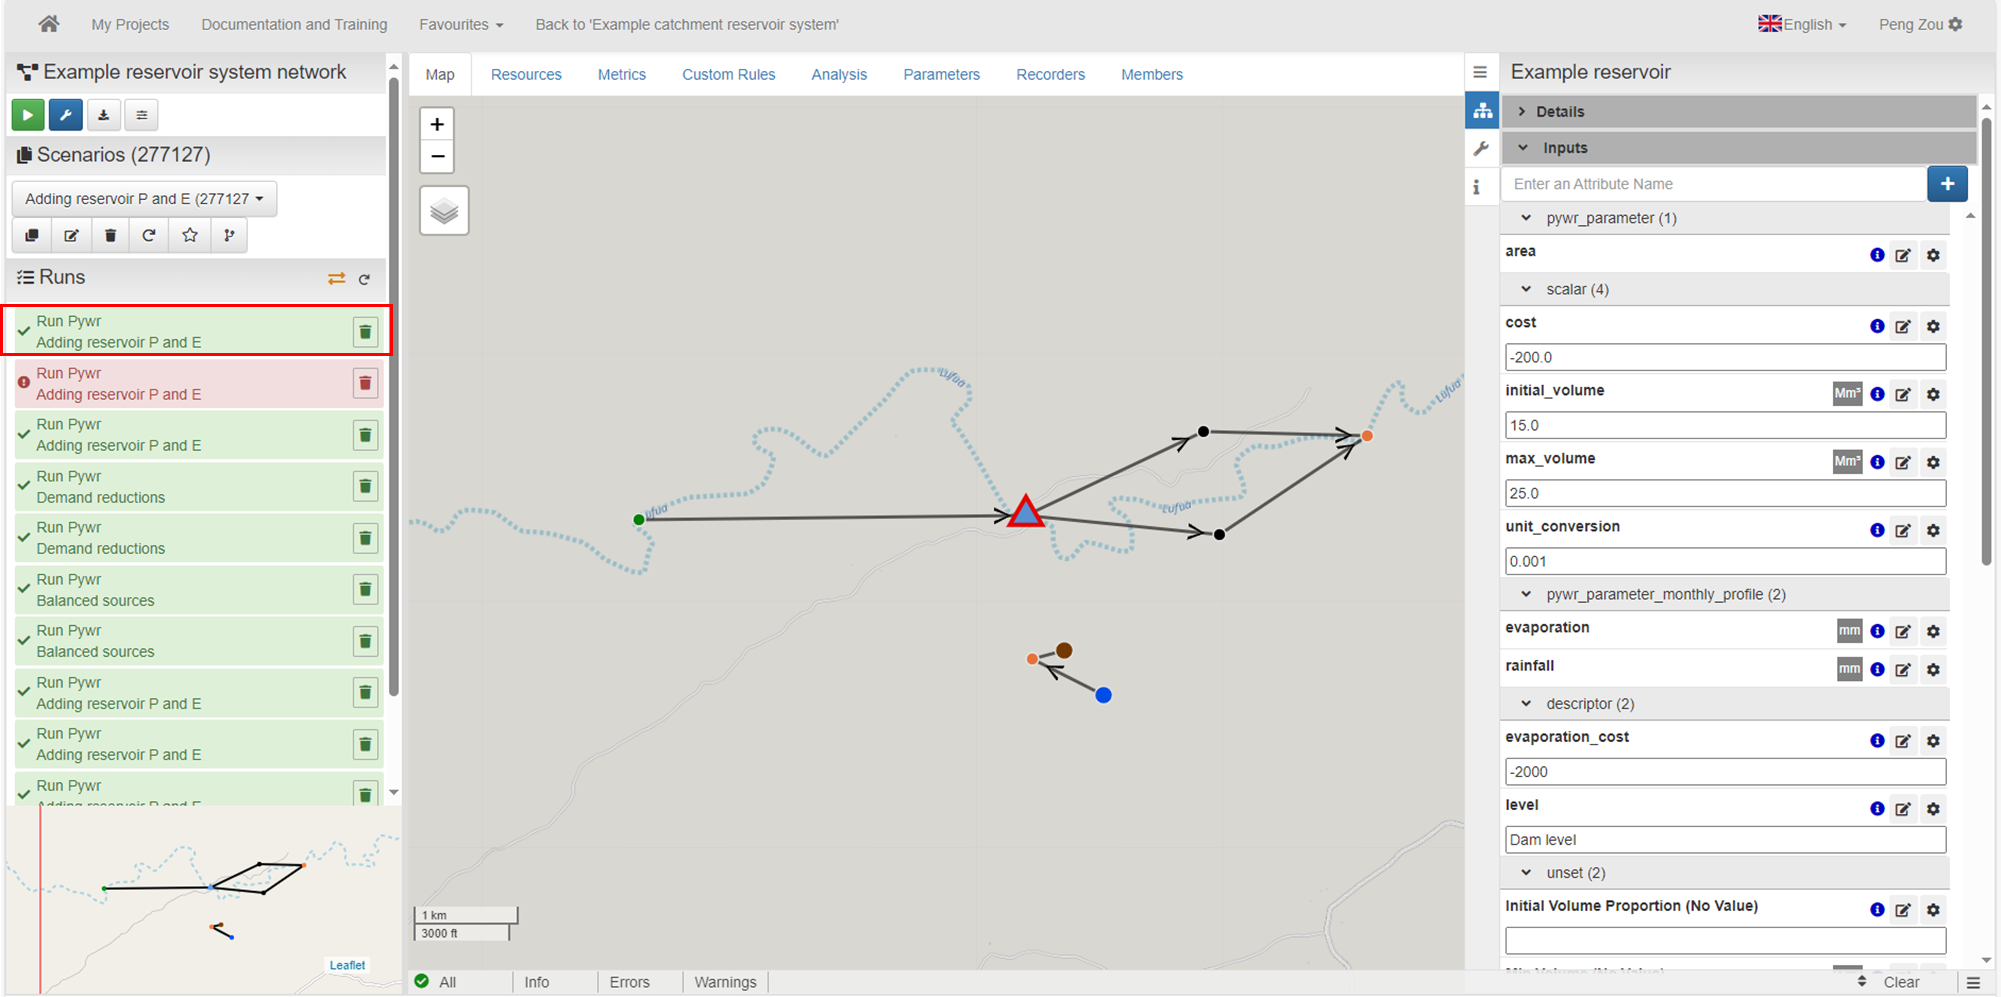 My Projects
Documentation and Training
Favourites
Back to 'Example catchment reservoir system'
English
Peng Zou
Example reservoir system network
Scenarios (277127)
Adding reservoir P and E (277127
Runs
Run Pywr
Adding reservoir P and E
Run Pywr
Adding reservoir P and E
Run Pywr
Adding reservoir P and E
Run Pywr
Demand reductions
Run Pywr
Demand reductions
Run Pywr
Balanced sources
Run Pywr
Balanced sources
Run Pywr
Adding reservoir P and E
Run Pywr
Adding reservoir P and E
Run Pywr
Adding reservoir P and E
Leaflet
Map
Resources
Metrics
Custom Rules
Analysis
Parameters
Recorders
Members
+
−
Lufua
Lufua
Lufua
Lufua
1 km
3000 ft
All
Info
Errors
Warnings
Clear
Example reservoir
Details
Inputs
Enter an Attribute Name
+
pywr_parameter (1)
area
scalar (4)
cost
-200.0
initial_volume
Mm³
15.0
max_volume
Mm³
25.0
unit_conversion
0.001
pywr_parameter_monthly_profile (2)
evaporation
mm
rainfall
mm
descriptor (2)
evaporation_cost
-2000
level
Dam level
unset (2)
Initial Volume Proportion (No Value)
Min Volume (No Value)